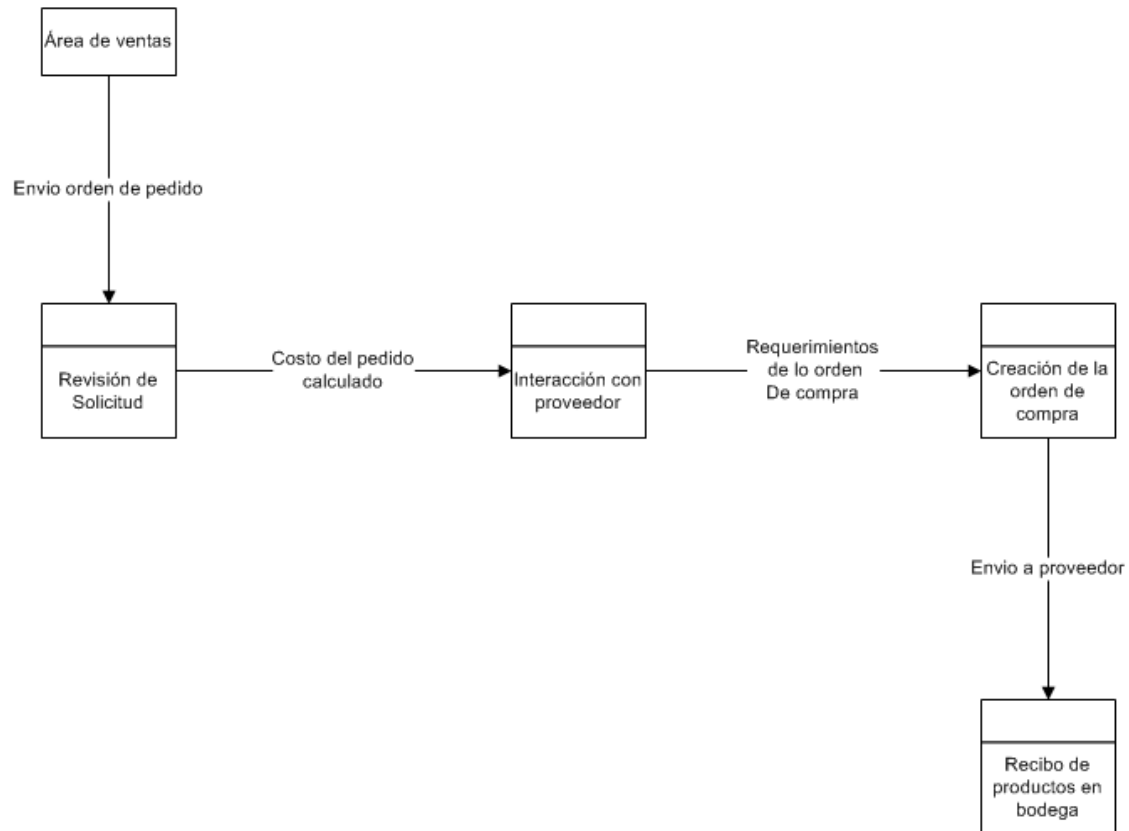 Área de ventas
Envio orden de pedido
Revisión de
Solicitud
Costo del pedido
calculado
Interacción con
proveedor
Requerimientos
de lo orden
De compra
Creación de la
orden de
compra
Envio a proveedor
Recibo de
productos en
bodega